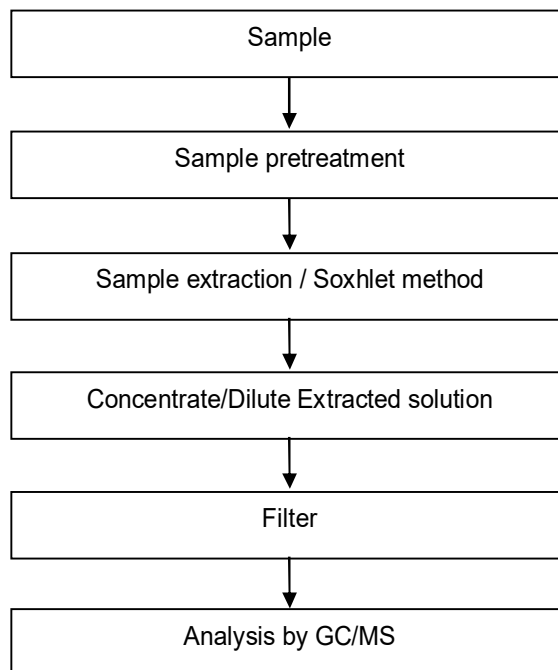 Sample
Sample pretreatment
Sample extraction / Soxhlet method
Concentrate/Dilute Extracted solution
Filter
Analysis by GC/MS